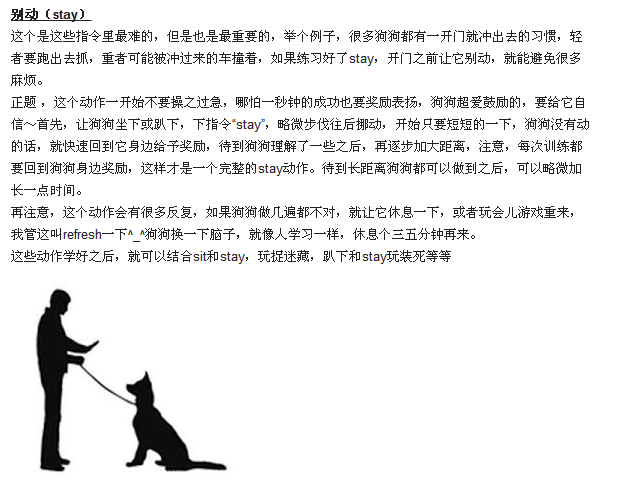 别动（stay）
这个是这些指令里最难的，但是也是最重要的，举个例子，很多狗狗都有一开门就冲出去的习惯，轻
者要跑出去抓，重者可能被冲过来的车撞着，如果练习好了stay，开门之前让它别动，就能避免很多
麻烦。
正题 ，这个动作一开始不要操之过急，哪怕一秒钟的成功也要奖励表扬，狗狗超爱鼓励的，要给它自
信～首先，让狗狗坐下或趴下，下指令“stay”，略微步伐往后挪动，开始只要短短的一下，狗狗没有动
的话，就快速回到它身边给予奖励，待到狗狗理解了一些之后，再逐步加大距离，注意，每次训练都
要回到狗狗身边奖励，这样才是一个完整的stay动作。待到长距离狗狗都可以做到之后，可以略微加
长一点时间。
再注意，这个动作会有很多反复，如果狗狗做几遍都不对，就让它休息一下，或者玩会儿游戏重来，
我管这叫refresh一下^_^狗狗换一下脑子，就像人学习一样，休息个三五分钟再来。
这些动作学好之后，就可以结合sit和stay，玩捉迷藏，趴下和stay玩装死等等